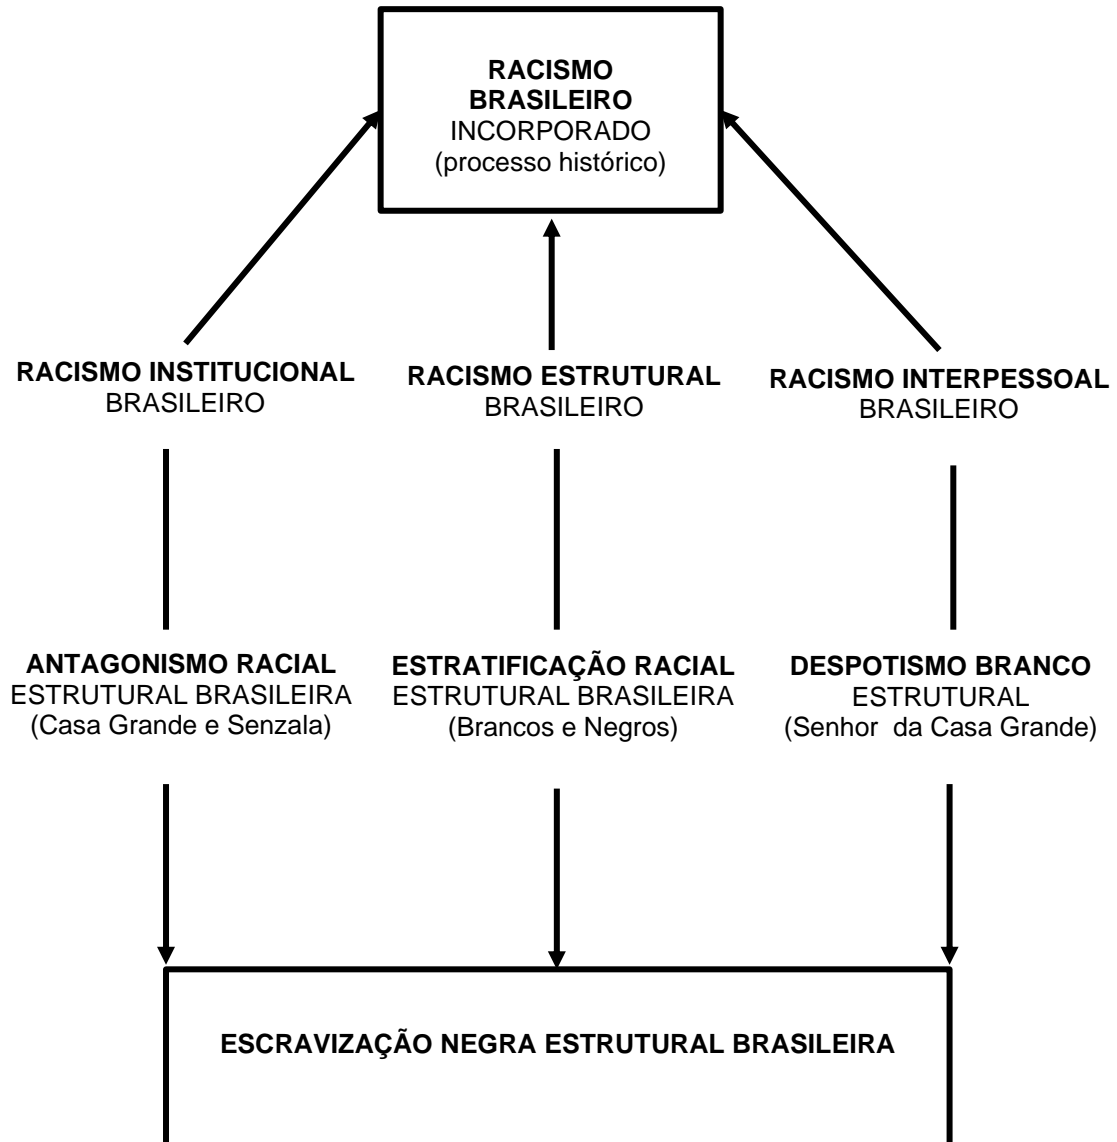 RACISMO
BRASILEIRO
INCORPORADO
(processo histórico)
RACISMO INSTITUCIONAL
BRASILEIRO
RACISMO ESTRUTURAL
BRASILEIRO
RACISMO INTERPESSOAL
BRASILEIRO
ANTAGONISMO RACIAL
ESTRUTURAL BRASILEIRA
(Casa Grande e Senzala)
ESTRATIFICAÇÃO RACIAL
ESTRUTURAL BRASILEIRA
(Brancos e Negros)
DESPOTISMO BRANCO
ESTRUTURAL
(Senhor da Casa Grande)
ESCRAVIZAÇÃO NEGRA ESTRUTURAL BRASILEIRA